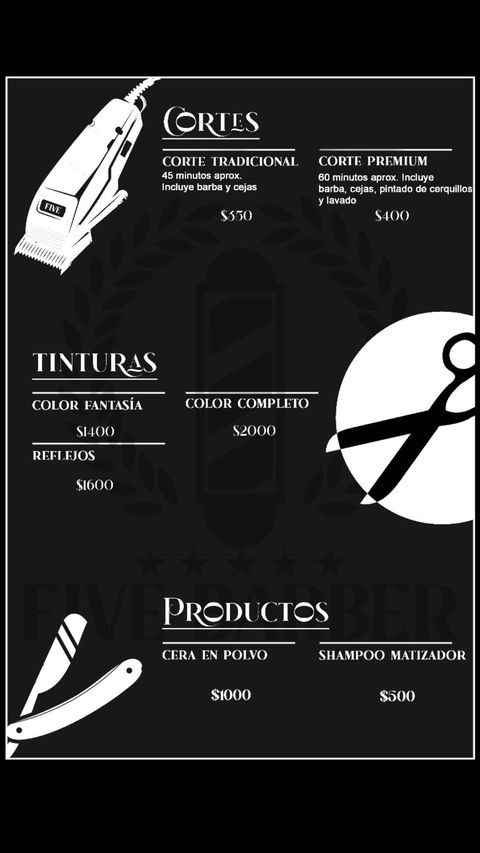 CORTES
CORTE TRADICIONAL
45 minutos aprox.
Incluye barba y cejas
$350
CORTE PREMIUM
60 minutos aprox. Incluye
barba, cejas, pintado de cerquillos
y lavado
$400
FIVE
TINTURAS
COLOR FANTASÍA
$1400
COLOR COMPLETO
$2000
REFLEJOS
$1600
FIVE BARBER
PRODUCTOS
CERA EN POLVO
$1000
SHAMPOO MATIZADOR
$500